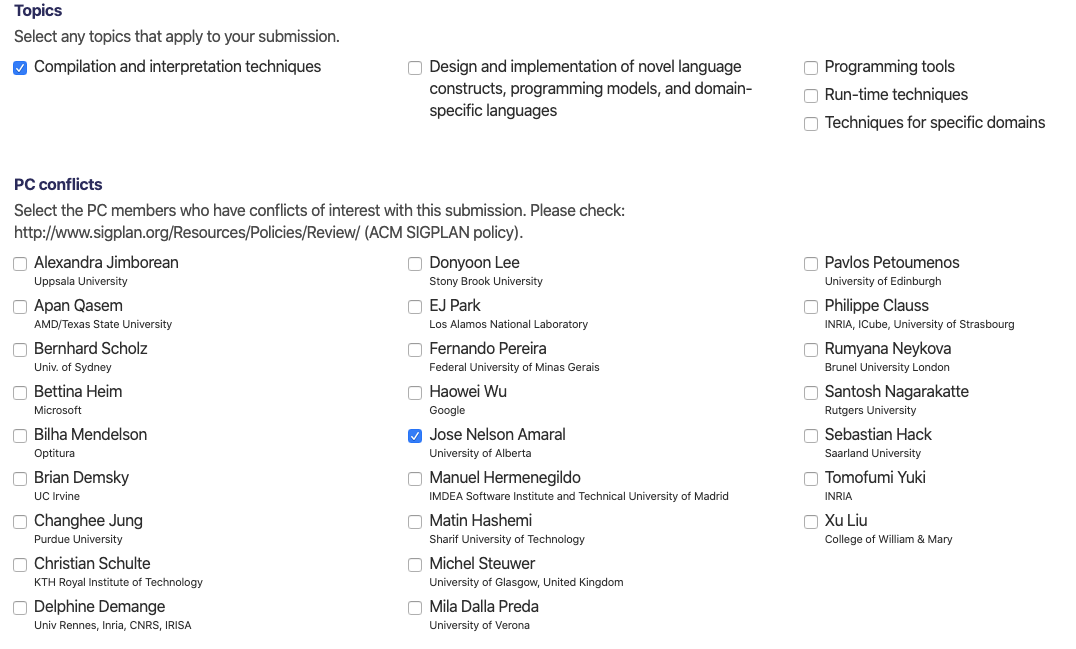 Topics
Select any topics that apply to your submission.
Compilation and interpretation techniques
Design and implementation of novel language
constructs, programming models, and domain-
specific languages
Programming tools
Run-time techniques
Techniques for specific domains
PC conflicts
Select the PC members who have conflicts of interest with this submission. Please check:
http://www.sigplan.org/Resources/Policies/Review/ (ACM SIGPLAN policy).
Alexandra Jimborean
Uppsala University
Apan Qasem
AMD/Texas State University
Bernhard Scholz
Univ. of Sydney
Bettina Heim
Microsoft
Bilha Mendelson
Optitura
Brian Demsky
UC Irvine
Changhee Jung
Purdue University
Christian Schulte
KTH Royal Institute of Technology
Delphine Demange
Univ Rennes, Inria, CNRS, IRISA
Donyoon Lee
Stony Brook University
EJ Park
Los Alamos National Laboratory
Fernando Pereira
Federal University of Minas Gerais
Haowei Wu
Google
Jose Nelson Amaral
University of Alberta
Manuel Hermenegildo
IMDEA Software Institute and Technical University of Madrid
Matin Hashemi
Sharif University of Technology
Michel Steuwer
University of Glasgow, United Kingdom
Mila Dalla Preda
University of Verona
Pavlos Petoumenos
University of Edinburgh
Philippe Clauss
INRIA, ICube, University of Strasbourg
Rumyana Neykova
Brunel University London
Santosh Nagarakatte
Rutgers University
Sebastian Hack
Saarland University
Tomofumi Yuki
INRIA
Xu Liu
College of William & Mary